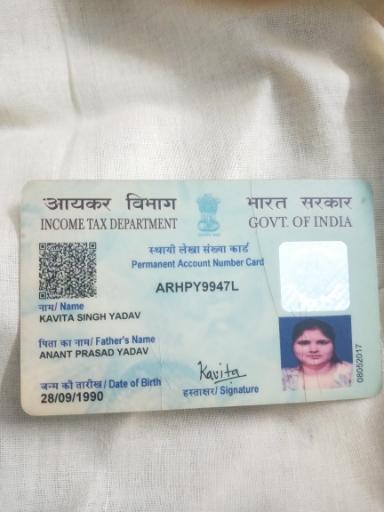 आयकर विभाग
INCOME TAX DEPARTMENT
भारत सरकार
GOVT. OF INDIA
स्थायी लेखा संख्या कार्ड
Permanent Account Number Card
ARHPY9947L
नाम/ Name
KAVITA SINGH YADAV
पिता का नाम/ Father's Name
ANANT PRASAD YADAV
जन्म की तारीख/ Date of Birth
28/09/1990
Kavita
हस्ताक्षर/ Signature
08052017